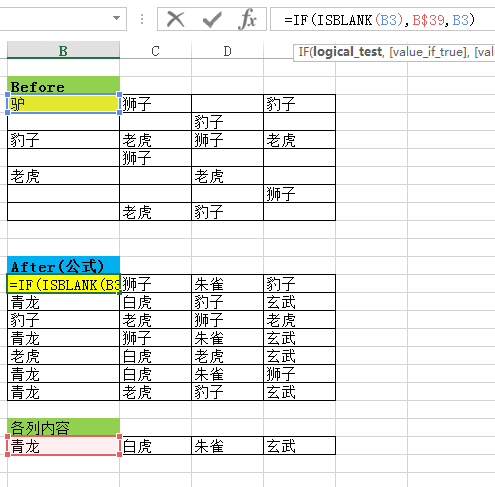 =IF(ISBLANK(B3),B$39,B3)
IF(logical_test, [value_if_true], [va
B C D
Before
驴 狮子 豹子
豹子
豹子 老虎 狮子 老虎
狮子
老虎 老虎
狮子
老虎 豹子
After(公式)
=IF(ISBLANK(B3 狮子 朱雀 豹子
青龙 白虎 豹子 玄武
豹子 老虎 狮子 老虎
青龙 狮子 朱雀 玄武
老虎 白虎 老虎 玄武
青龙 白虎 朱雀 狮子
青龙 老虎 豹子 玄武
各列内容
青龙 白虎 朱雀 玄武